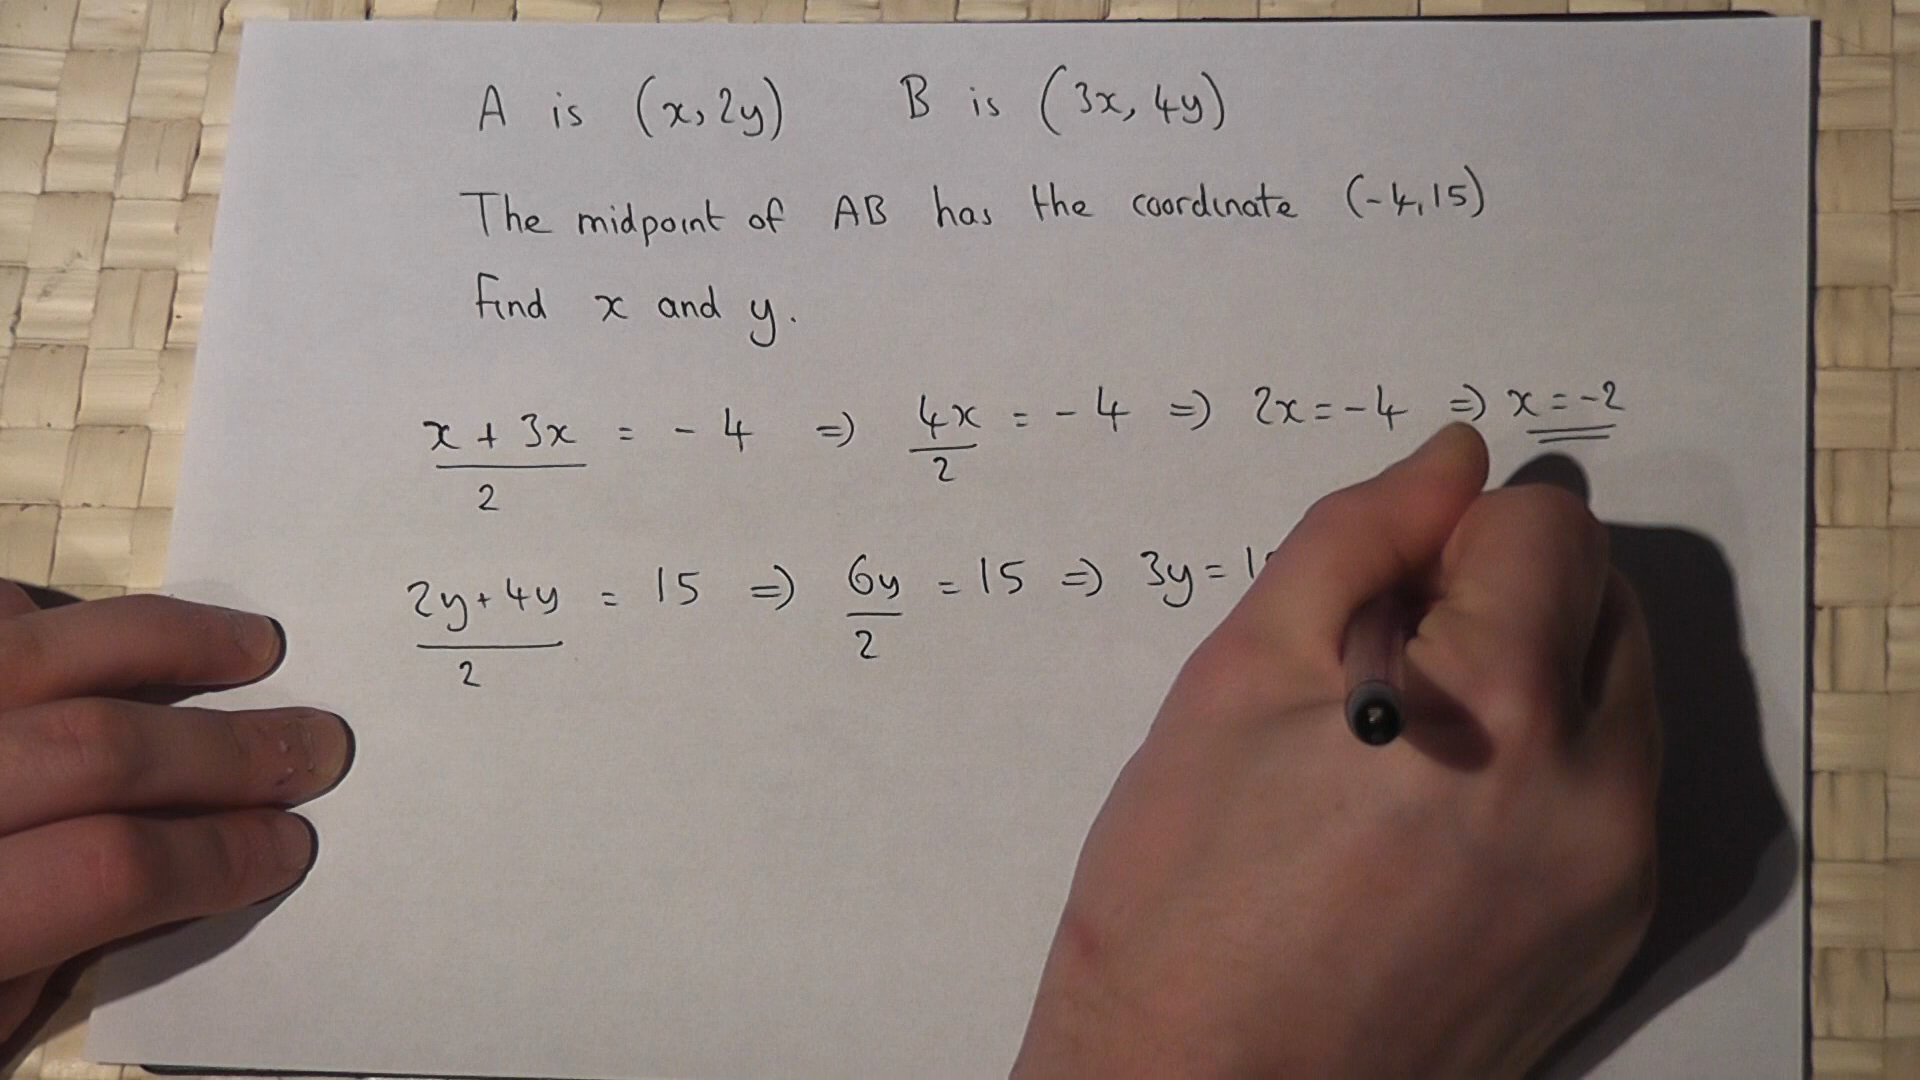 A is (x, 2y) B is (3x, 4y)
The midpoint of AB has the coordinate (-4, 15)
Find x and y.
x + 3x / 2 = -4 => 4x / 2 = -4 => 2x = -4 => x = -2
2y + 4y / 2 = 15 => 6y / 2 = 15 => 3y =